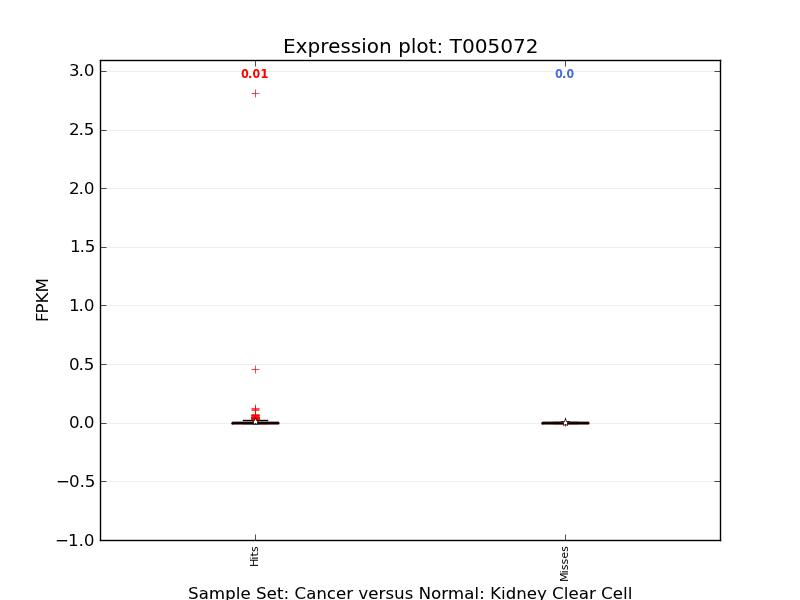 Expression plot: T005072
0.01
0.0
3.0
2.5
2.0
1.5
1.0
0.5
0.0
−0.5
−1.0
FPKM
Hits
Misses
Sample Set: Cancer versus Normal: Kidney Clear Cell